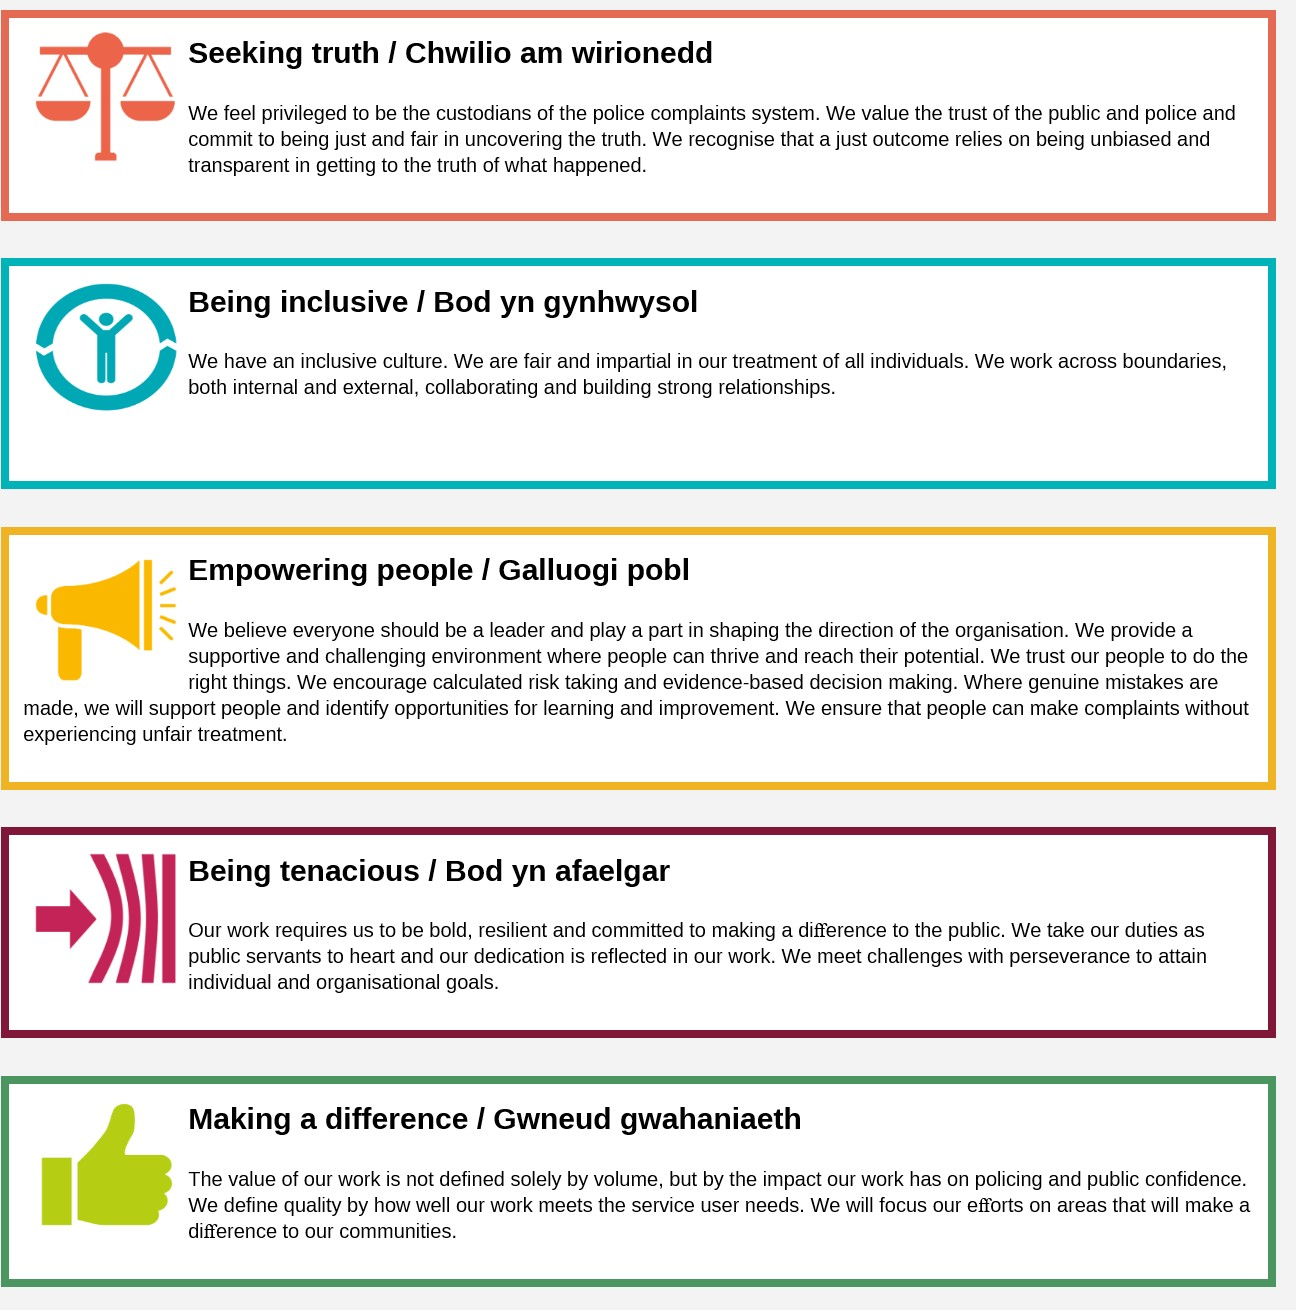 Seeking truth / Chwilio am wirionedd
We feel privileged to be the custodians of the police complaints system. We value the trust of the public and police and
commit to being just and fair in uncovering the truth. We recognise that a just outcome relies on being unbiased and
transparent in getting to the truth of what happened.
Being inclusive / Bod yn gynhwysol
We have an inclusive culture. We are fair and impartial in our treatment of all individuals. We work across boundaries,
both internal and external, collaborating and building strong relationships.
Empowering people / Galluogi pobl
We believe everyone should be a leader and play a part in shaping the direction of the organisation. We provide a
supportive and challenging environment where people can thrive and reach their potential. We trust our people to do the
right things. We encourage calculated risk taking and evidence-based decision making. Where genuine mistakes are
made, we will support people and identify opportunities for learning and improvement. We ensure that people can make complaints without
experiencing unfair treatment.
Being tenacious / Bod yn afaelgar
Our work requires us to be bold, resilient and committed to making a difference to the public. We take our duties as
public servants to heart and our dedication is reflected in our work. We meet challenges with perseverance to attain
individual and organisational goals.
Making a difference / Gwneud gwahaniaeth
The value of our work is not defined solely by volume, but by the impact our work has on policing and public confidence.
We define quality by how well our work meets the service user needs. We will focus our efforts on areas that will make a
difference to our communities.